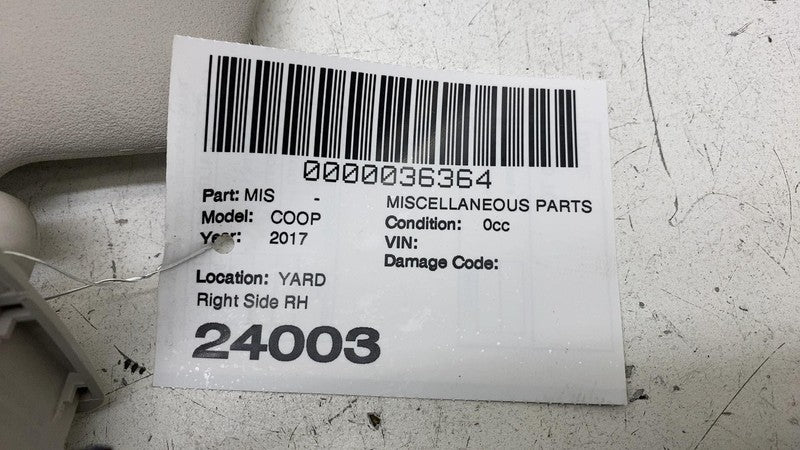 0000036364
Part: MIS - MISCELLANEOUS PARTS
Model: COOP Condition: 0cc
Year: 2017 VIN:
Damage Code:
Location: YARD
Right Side RH
24003